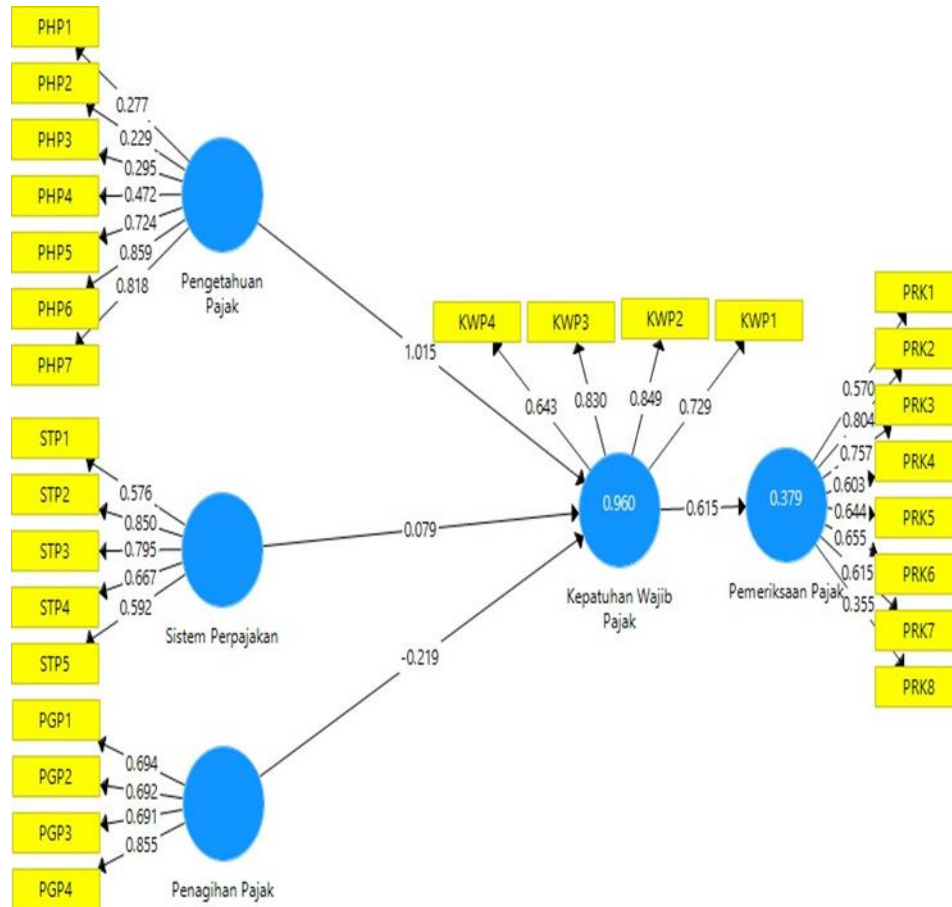 PHP1
PHP2
PHP3
PHP4
PHP5
PHP6
PHP7
0.277
0.229
0.295
0.472
0.724
0.859
0.818
Pengetahuan
Pajak
1.015
STP1
STP2
STP3
STP4
STP5
0.576
0.850
0.795
0.667
0.592
Sistem Perpajakan
0.079
PGP1
PGP2
PGP3
PGP4
0.694
0.692
0.691
0.855
Penagihan Pajak
-0.219
KWP4
KWP3
KWP2
KWP1
0.643
0.830
0.849
0.729
0.960
Kepatuhan Wajib
Pajak
0.615
0.379
Pemeriksaan Pajak
0.570
0.804
0.757
0.603
0.644
0.655
0.615
0.355
PRK1
PRK2
PRK3
PRK4
PRK5
PRK6
PRK7
PRK8